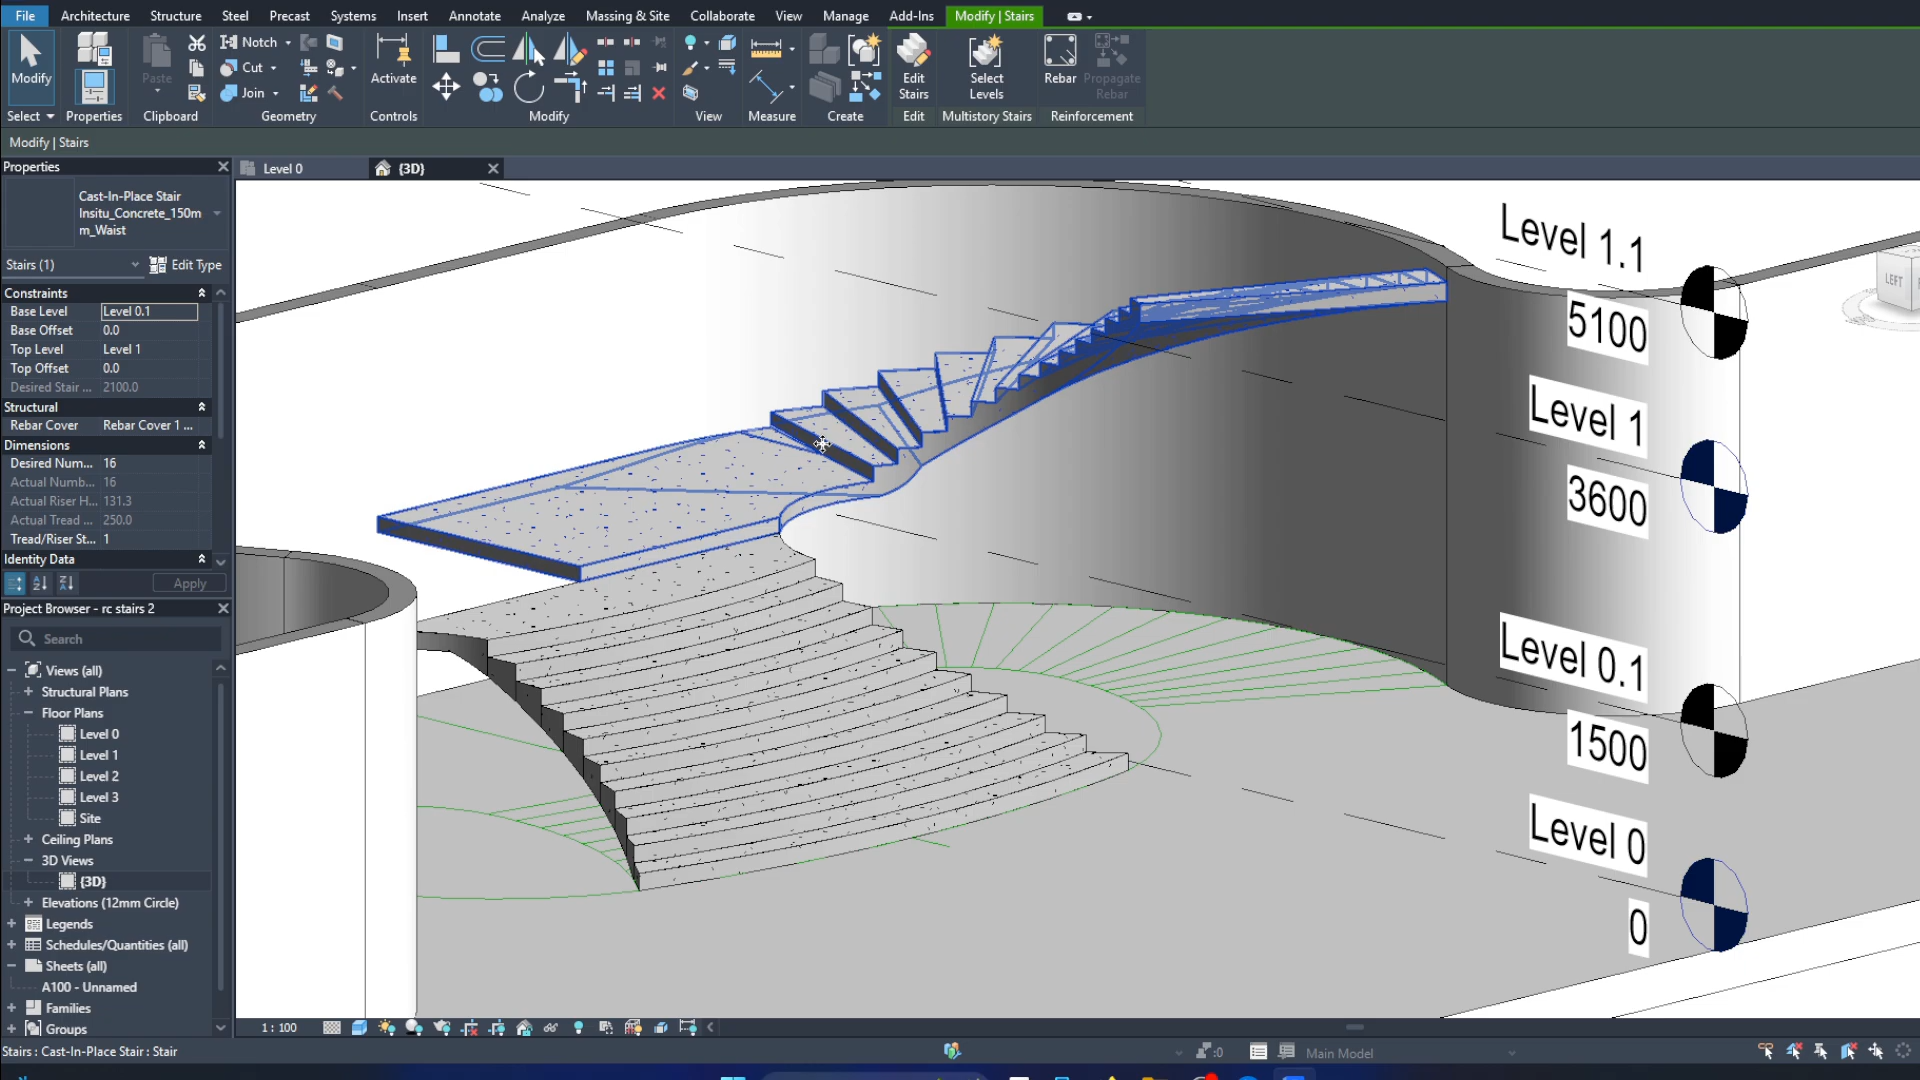 File Architecture Structure Steel Precast Systems Insert Annotate Analyze Massing & Site Collaborate View Manage Add-Ins Modify | Stairs
Modify
Paste
Notch
Cut
Join
Activate
Edit Stairs
Select Levels
Rebar
Propagate Rebar
Select Properties Clipboard Geometry Controls Modify View Measure Create Edit Multistory Stairs Reinforcement
Modify | Stairs
Properties
Level 0
{3D}
Cast-In-Place Stair
Insitu_Concrete_150m
m_Waist
Stairs (1)
Edit Type
Constraints
Base Level Level 0.1
Base Offset 0.0
Top Level Level 1
Top Offset 0.0
Desired Stair ... 2100.0
Structural
Rebar Cover Rebar Cover 1 ...
Dimensions
Desired Num... 16
Actual Numb... 16
Actual Riser H... 131.3
Actual Tread ... 250.0
Tread/Riser St... 1
Identity Data
Apply
Project Browser - rc stairs 2
Search
Views (all)
Structural Plans
Floor Plans
Level 0
Level 1
Level 2
Level 3
Site
Ceiling Plans
3D Views
{3D}
Elevations (12mm Circle)
Legends
Schedules/Quantities (all)
Sheets (all)
A100 - Unnamed
Families
Groups
Level 1.1
5100
Level 1
3600
Level 0.1
1500
Level 0
0
LEFT
1 : 100
Stairs : Cast-In-Place Stair : Stair
:0
Main Model